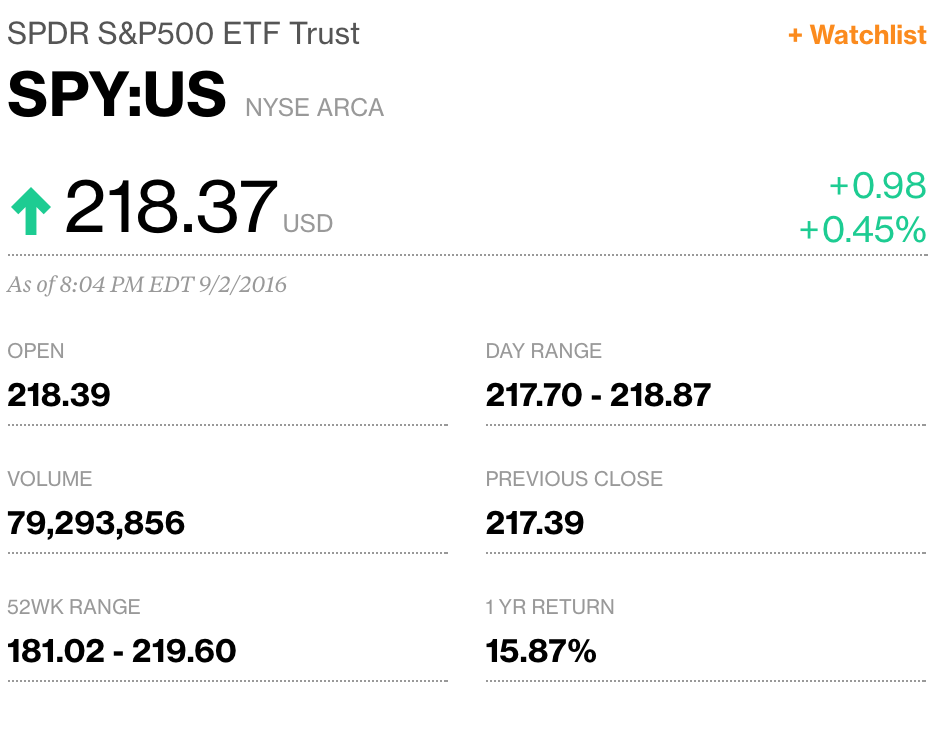 SPDR S&P500 ETF Trust
+ Watchlist
SPY:US NYSE ARCA
218.37 USD
+0.98
+0.45%
As of 8:04 PM EDT 9/2/2016
OPEN
218.39
DAY RANGE
217.70 - 218.87
VOLUME
79,293,856
PREVIOUS CLOSE
217.39
52WK RANGE
181.02 - 219.60
1 YR RETURN
15.87%